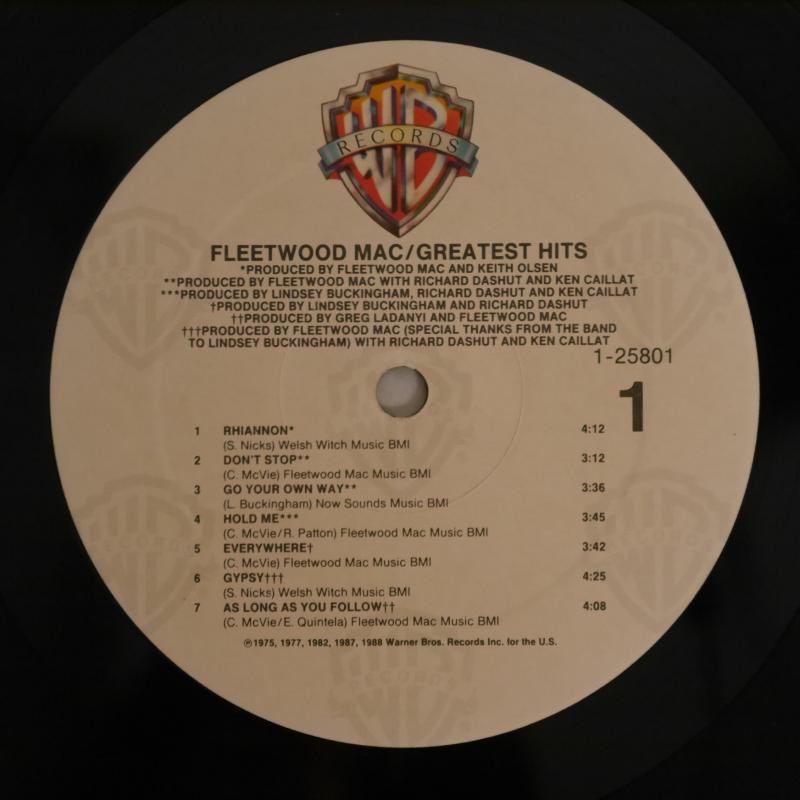 WB
RECORDS
FLEETWOOD MAC/GREATEST HITS
*PRODUCED BY FLEETWOOD MAC AND KEITH OLSEN
**PRODUCED BY FLEETWOOD MAC WITH RICHARD DASHUT AND KEN CAILLAT
***PRODUCED BY LINDSEY BUCKINGHAM, RICHARD DASHUT AND KEN CAILLAT
†PRODUCED BY LINDSEY BUCKINGHAM AND RICHARD DASHUT
††PRODUCED BY GREG LADANYI AND FLEETWOOD MAC
†††PRODUCED BY FLEETWOOD MAC (SPECIAL THANKS FROM THE BAND
TO LINDSEY BUCKINGHAM) WITH RICHARD DASHUT AND KEN CAILLAT
1-25801
1
1 RHIANNON* 4:12
(S. Nicks) Welsh Witch Music BMI
2 DON'T STOP** 3:12
(C. McVie) Fleetwood Mac Music BMI
3 GO YOUR OWN WAY** 3:36
(L. Buckingham) Now Sounds Music BMI
4 HOLD ME*** 3:45
(C. McVie/R. Patton) Fleetwood Mac Music BMI
5 EVERYWHERE† 3:42
(C. McVie) Fleetwood Mac Music BMI
6 GYPSY††† 4:25
(S. Nicks) Welsh Witch Music BMI
7 AS LONG AS YOU FOLLOW†† 4:08
(C. McVie/E. Quintela) Fleetwood Mac Music BMI
℗1975, 1977, 1982, 1987, 1988 Warner Bros. Records Inc. for the U.S.